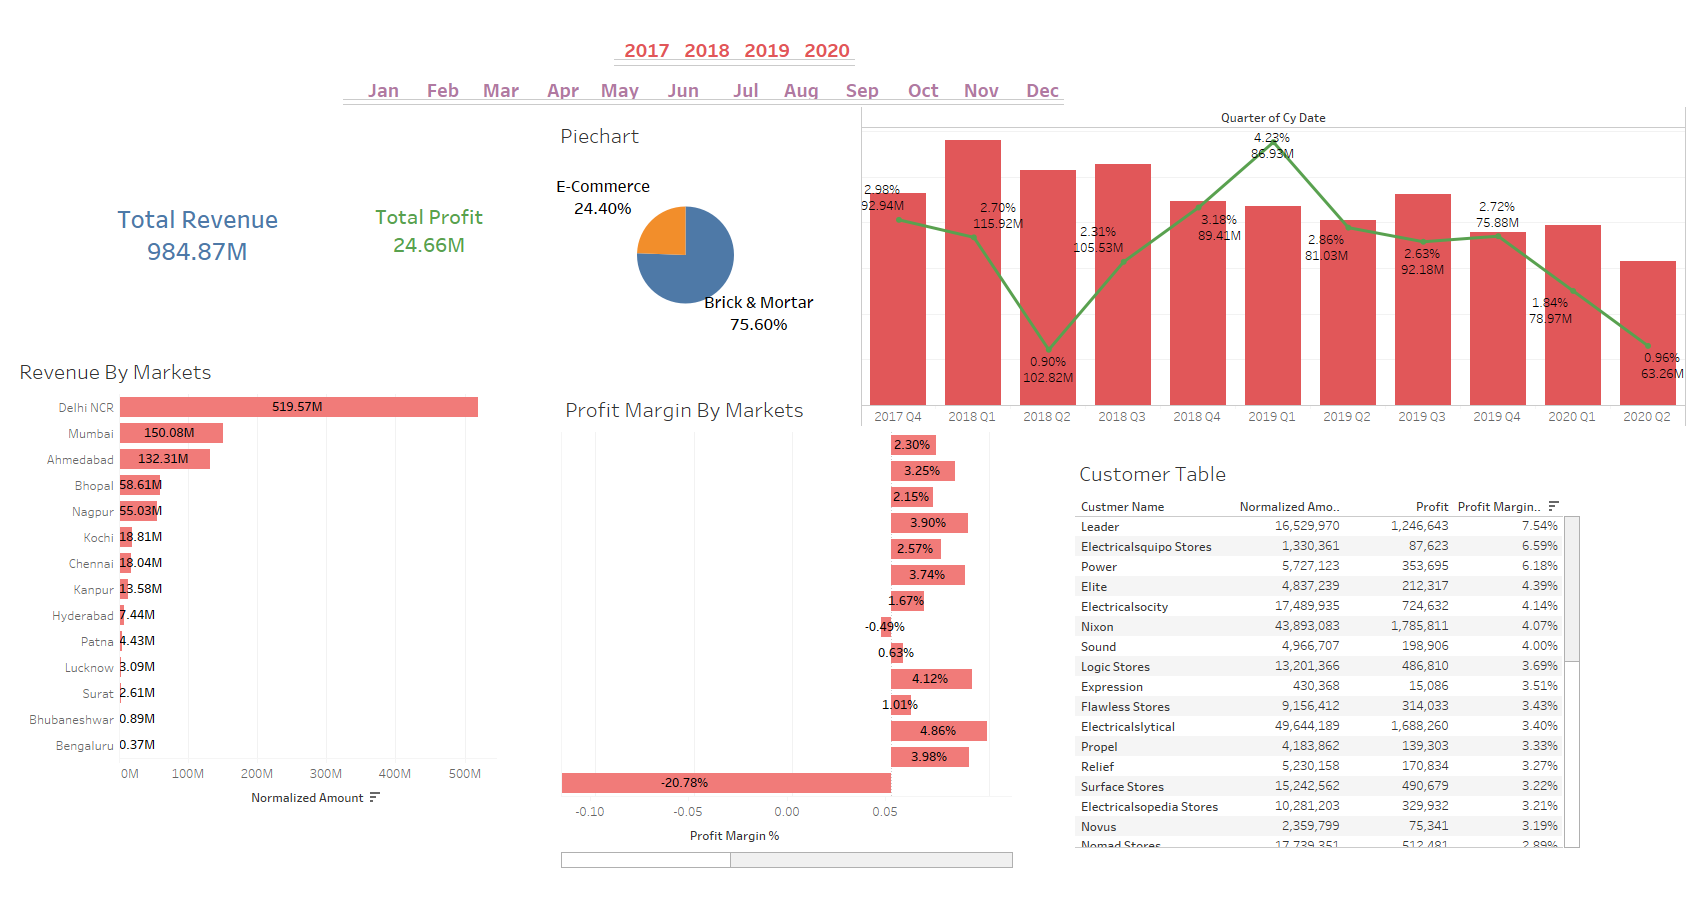 2017 2018 2019 2020
Jan Feb Mar Apr May Jun Jul Aug Sep Oct Nov Dec
Total Revenue
984.87M
Total Profit
24.66M
Piechart
E-Commerce
24.40%
Brick & Mortar
75.60%
Quarter of Cy Date
2.98%
92.94M
2.70%
115.92M
0.90%
102.82M
2.31%
105.53M
3.18%
89.41M
4.23%
86.93M
2.86%
81.03M
2.63%
92.18M
2.72%
75.88M
1.84%
78.97M
0.96%
63.26M
2017 Q4 2018 Q1 2018 Q2 2018 Q3 2018 Q4 2019 Q1 2019 Q2 2019 Q3 2019 Q4 2020 Q1 2020 Q2
Revenue By Markets
Delhi NCR 519.57M
Mumbai 150.08M
Ahmedabad 132.31M
Bhopal 58.61M
Nagpur 55.03M
Kochi 18.81M
Chennai 18.04M
Kanpur 13.58M
Hyderabad 7.44M
Patna 4.43M
Lucknow 3.09M
Surat 2.61M
Bhubaneshwar 0.89M
Bengaluru 0.37M
0M 100M 200M 300M 400M 500M
Normalized Amount
Profit Margin By Markets
2.30%
3.25%
2.15%
3.90%
2.57%
3.74%
1.67%
-0.49%
0.63%
4.12%
1.01%
4.86%
3.98%
-20.78%
-0.10 -0.05 0.00 0.05
Profit Margin %
Customer Table
Custmer Name Normalized Amo.. Profit Profit Margin..
Leader 16,529,970 1,246,643 7.54%
Electricalsquipo Stores 1,330,361 87,623 6.59%
Power 5,727,123 353,695 6.18%
Elite 4,837,239 212,317 4.39%
Electricalsocity 17,489,935 724,632 4.14%
Nixon 43,893,083 1,785,811 4.07%
Sound 4,966,707 198,906 4.00%
Logic Stores 13,201,366 486,810 3.69%
Expression 430,368 15,086 3.51%
Flawless Stores 9,156,412 314,033 3.43%
Electricalslytical 49,644,189 1,688,260 3.40%
Propel 4,183,862 139,303 3.33%
Relief 5,230,158 170,834 3.27%
Surface Stores 15,242,562 490,679 3.22%
Electricalsopedia Stores 10,281,203 329,932 3.21%
Novus 2,359,799 75,341 3.19%
Nomad Stores 17,739,351 512,481 2.89%